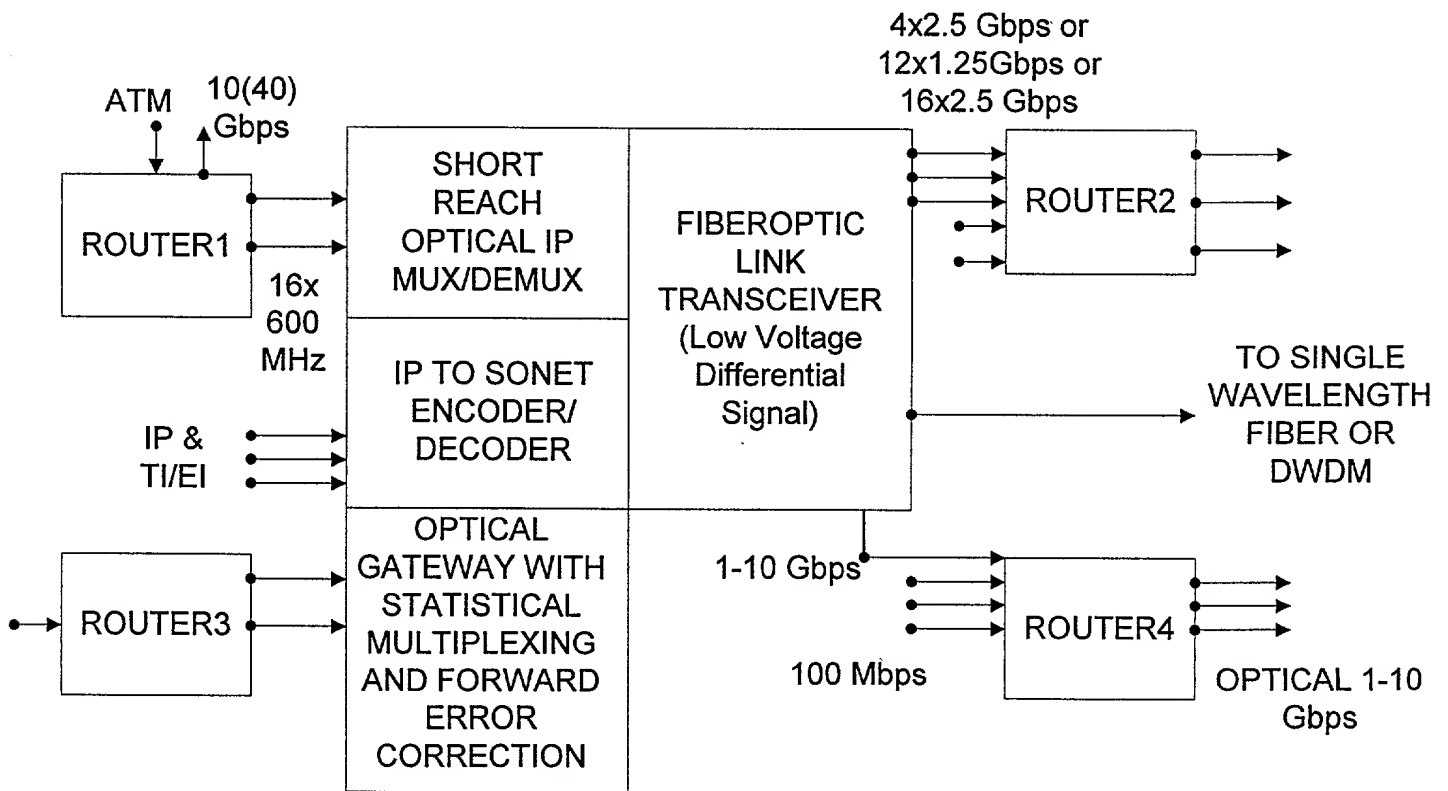 4x2.5 Gbps or
12x1.25Gbps or
16x2.5 Gbps
ATM
10(40)
Gbps
ROUTER1
16x
600
MHz
SHORT
REACH
OPTICAL IP
MUX/DEMUX
FIBEROPTIC
LINK
TRANSCEIVER
(Low Voltage
Differential
Signal)
ROUTER2
IP TO SONET
ENCODER/
DECODER
IP &
TI/EI
TO SINGLE
WAVELENGTH
FIBER OR
DWDM
OPTICAL
GATEWAY WITH
STATISTICAL
MULTIPLEXING
AND FORWARD
ERROR
CORRECTION
ROUTER3
1-10 Gbps
100 Mbps
ROUTER4
OPTICAL 1-10
Gbps